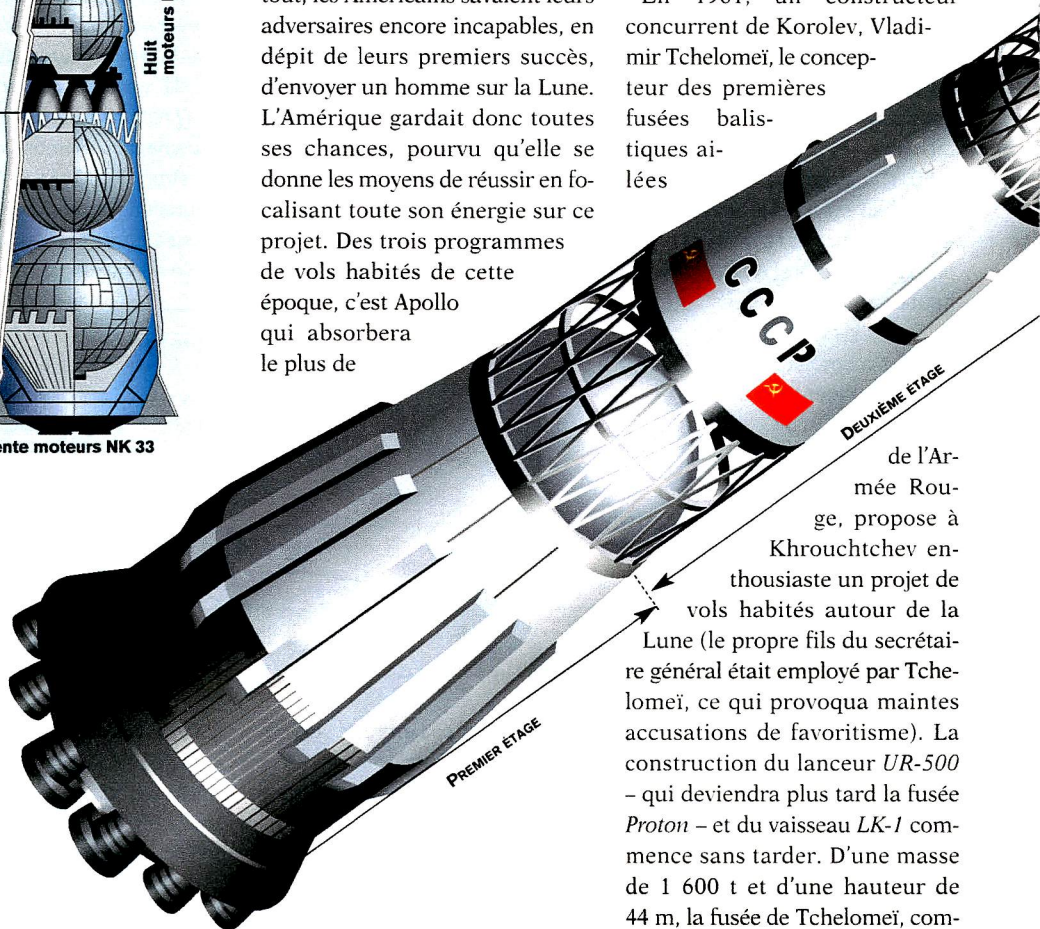 Huit
moteurs
ente moteurs NK 33
tout, les Américains savaient leurs
adversaires encore incapables, en
dépit de leurs premiers succès,
d'envoyer un homme sur la Lune.
L'Amérique gardait donc toutes
ses chances, pourvu qu'elle se
donne les moyens de réussir en fo-
calisant toute son énergie sur ce
projet. Des trois programmes
de vols habités de cette
époque, c'est Apollo
qui absorbera
le plus de
En 1961, un constructeur
concurrent de Korolev, Vladi-
mir Tchelomeï, le concep-
teur des premières
fusées balis-
tiques ai-
lées
CCCP
DEUXIÈME ÉTAGE
PREMIER ÉTAGE
de l'Ar-
mée Rou-
ge, propose à
Khrouchtchev en-
thousiaste un projet de
vols habités autour de la
Lune (le propre fils du secrétai-
re général était employé par Tche-
lomeï, ce qui provoqua maintes
accusations de favoritisme). La
construction du lanceur UR-500
– qui deviendra plus tard la fusée
Proton – et du vaisseau LK-1 com-
mence sans tarder. D'une masse
de 1 600 t et d'une hauteur de
44 m, la fusée de Tchelomeï, com-